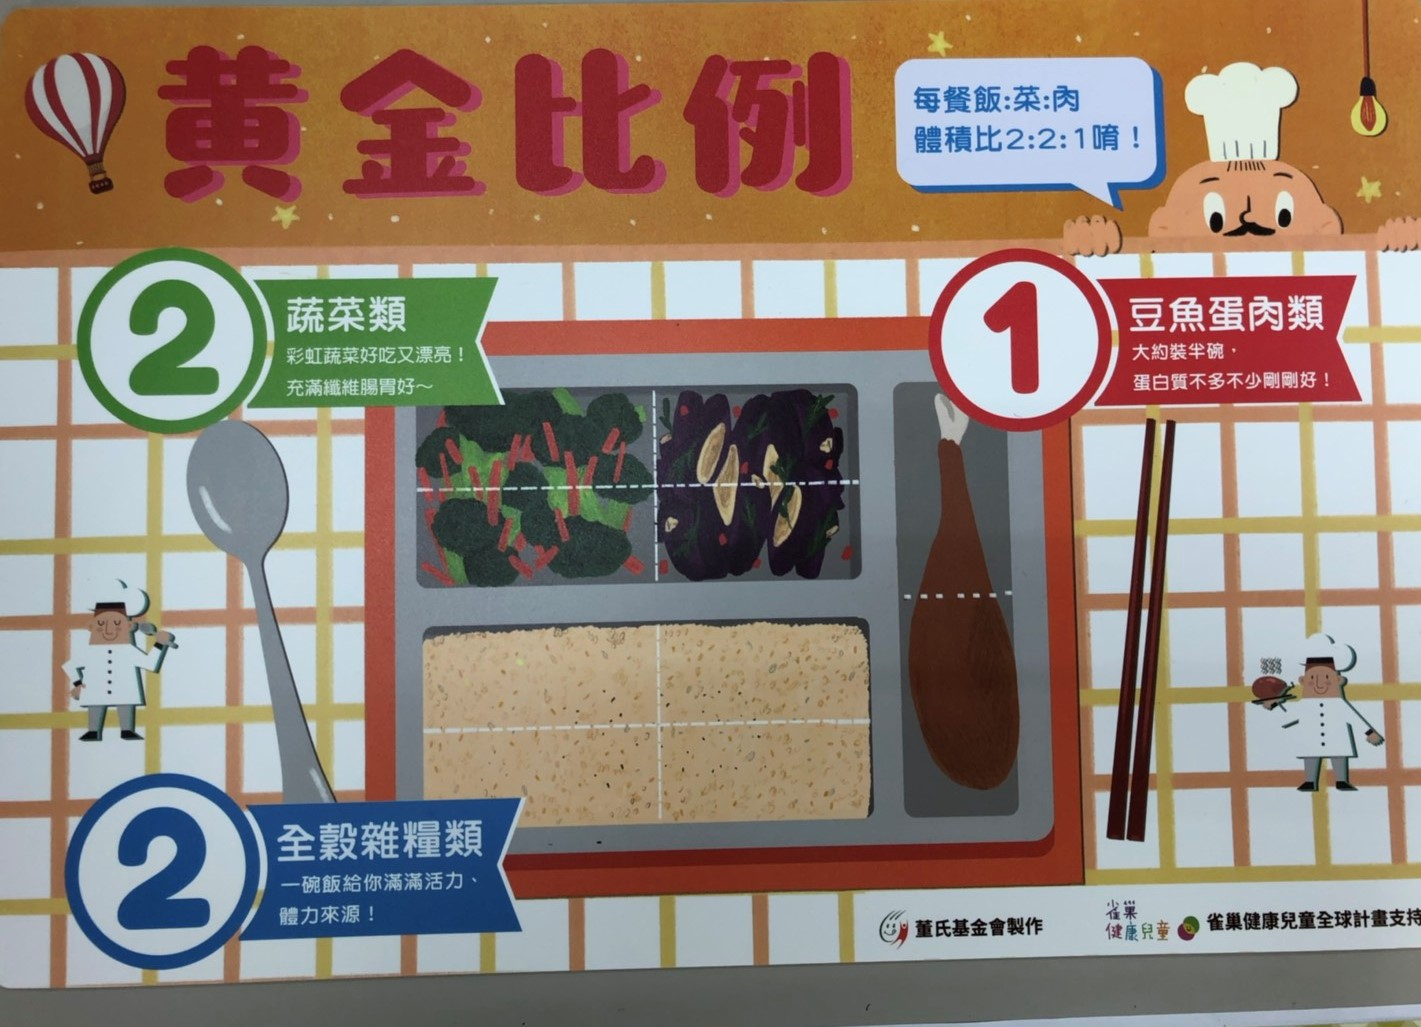 黃金比例
每餐飯:菜:肉
體積比2:2:1唷！
2
蔬菜類
彩虹蔬菜好吃又漂亮！
充滿纖維腸胃好～
1
豆魚蛋肉類
大約裝半碗，
蛋白質不多不少剛剛好！
2
全穀雜糧類
一碗飯給你滿滿活力、
體力來源！
董氏基金會製作
雀巢
健康兒童
雀巢健康兒童全球計畫支持